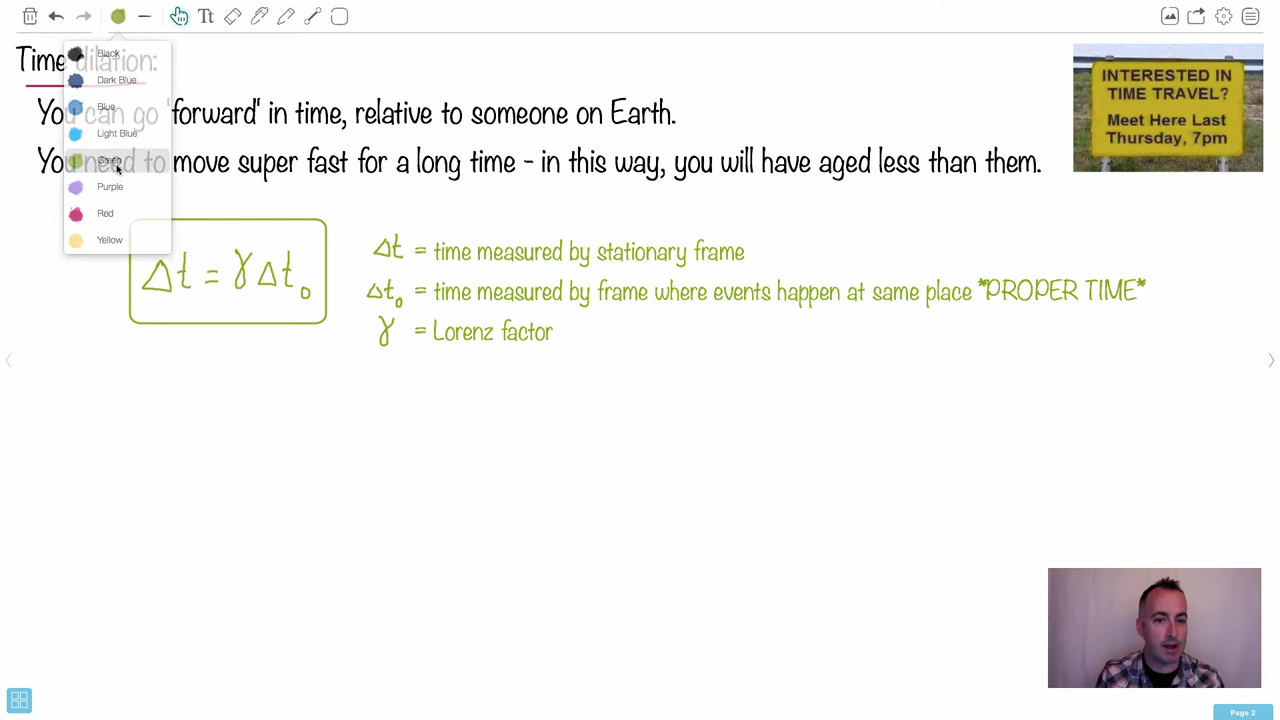 Tt
Time dilation:
Black
Dark Blue
Blue
Light Blue
Green
Purple
Red
Yellow
You can go 'forward' in time, relative to someone on Earth.
You need to move super fast for a long time - in this way, you will have aged less than them.
INTERESTED IN
TIME TRAVEL?
Meet Here Last
Thursday, 7pm
Δt = γΔt₀
Δt = time measured by stationary frame
Δt₀ = time measured by frame where events happen at same place *PROPER TIME*
γ = Lorenz factor
Page 2